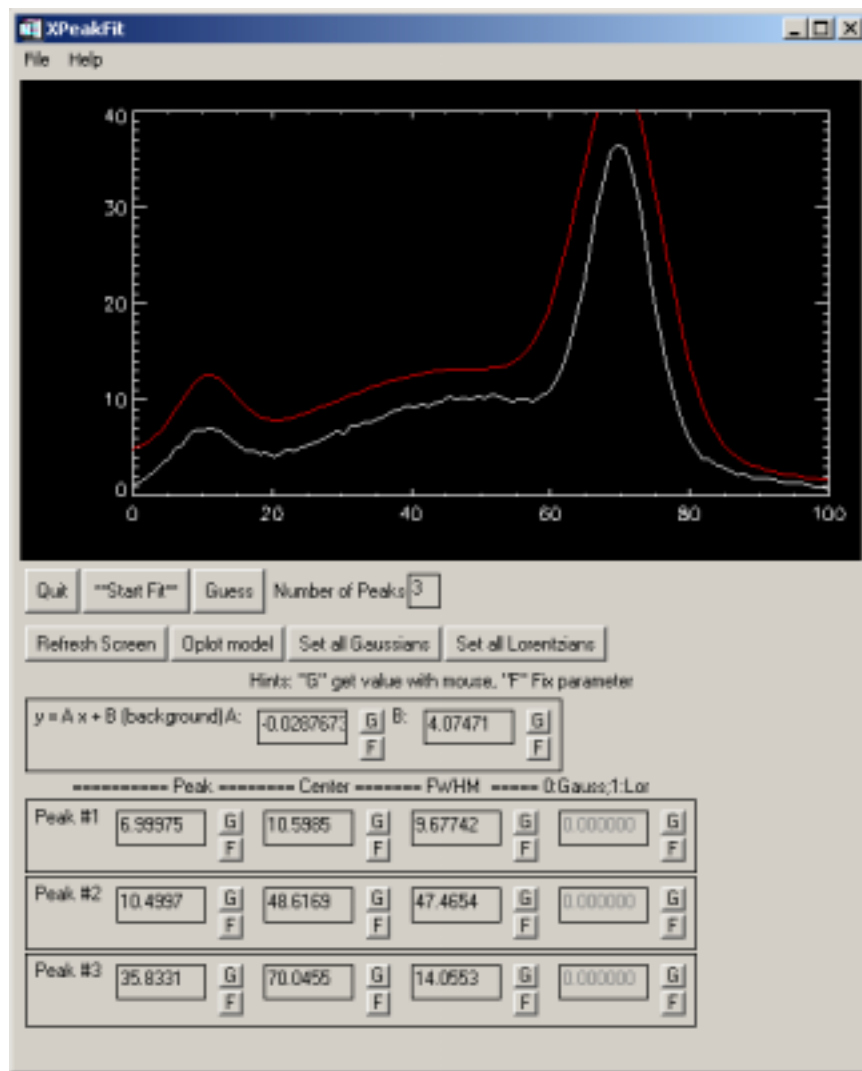 XPeakFit
File Help
40
30
20
10
0
0 20 40 60 80 100
Quit **Start Fit** Guess Number of Peaks 3
Refresh Screen Oplot model Set all Gaussians Set all Lorentzians
Hints: "G" get value with mouse, "F" Fix parameter
y = A x + B (background) A: -0.0287673 G B: 4.07471 G
F F
========== Peak ======== Center ======= FWHM ===== 0:Gauss;1:Lor
Peak #1 6.99975 G 10.5985 G 9.67742 G 0.000000 G
F F F F
Peak #2 10.4997 G 48.6169 G 47.4654 G 0.000000 G
F F F F
Peak #3 35.8331 G 70.0455 G 14.0553 G 0.000000 G
F F F F